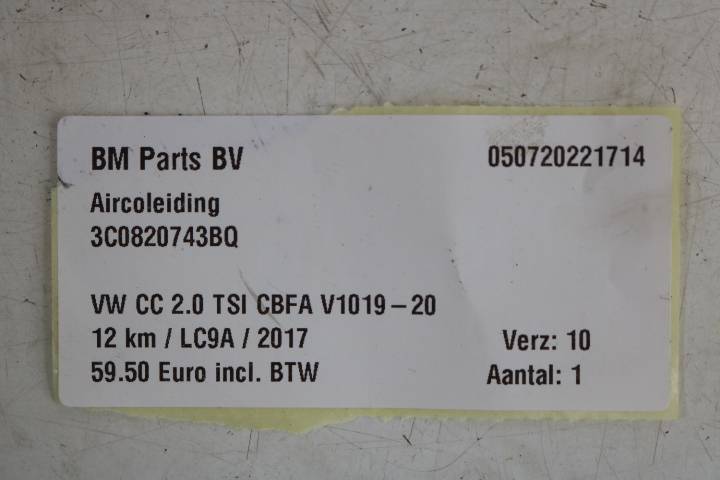 BM Parts BV 050720221714
Aircoleiding
3C0820743BQ
VW CC 2.0 TSI CBFA V1019-20
12 km / LC9A / 2017 Verz: 10
59.50 Euro incl. BTW Aantal: 1